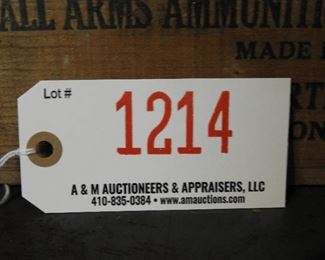 ALL ARMS AMMUNITI
MADE
Lot #
1214
A & M AUCTIONEERS & APPRAISERS, LLC
410-835-0384 • www.amauctions.com